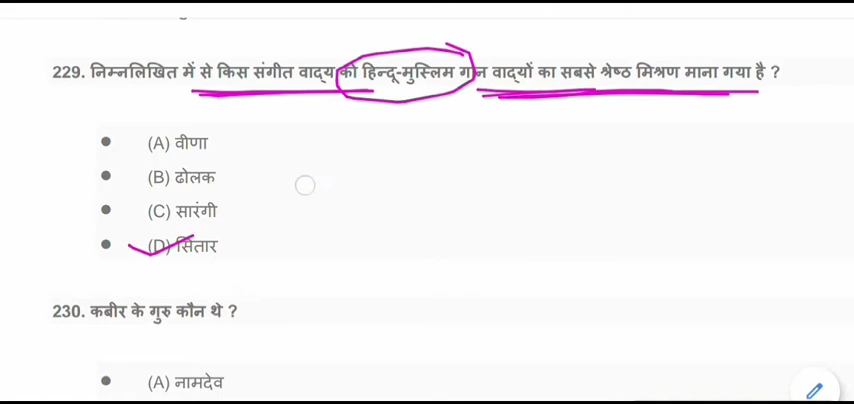 229. निम्नलिखित में से किस संगीत वाद्य को हिन्दू-मुस्लिम गान वाद्यों का सबसे श्रेष्ठ मिश्रण माना गया है ?
(A) वीणा
(B) ढोलक
(C) सारंगी
(D) सितार
230. कबीर के गुरु कौन थे ?
(A) नामदेव